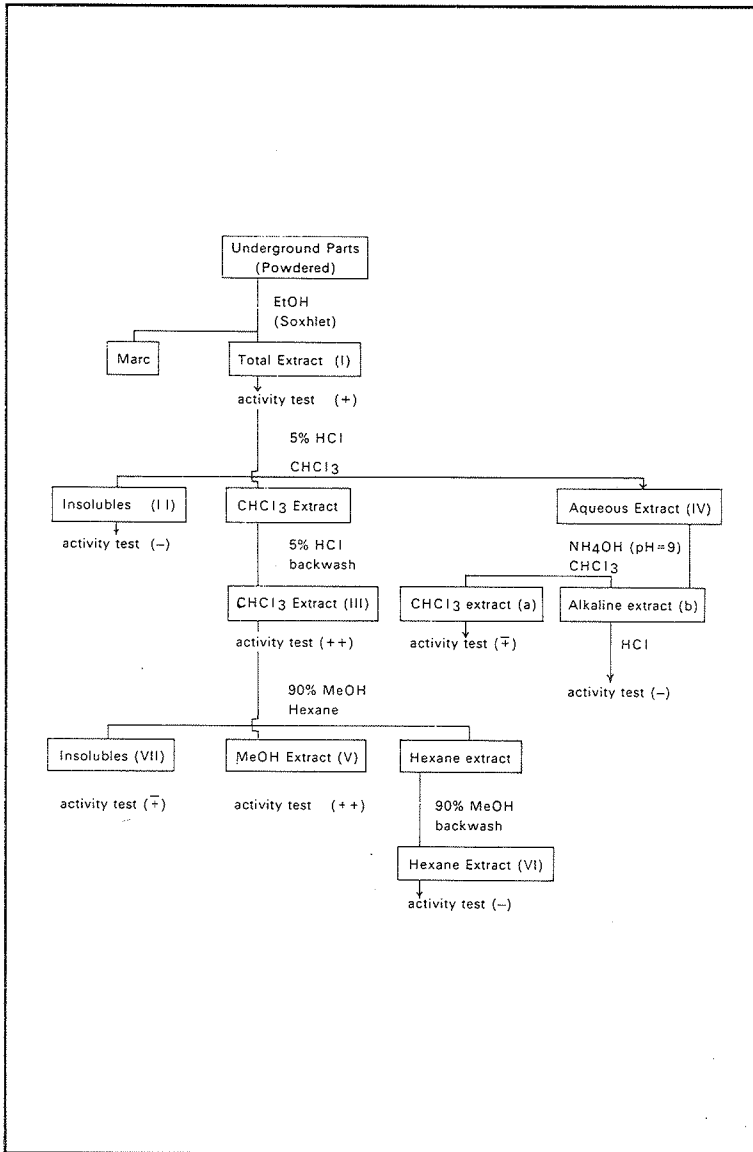 Underground Parts
(Powdered)
EtOH
(Soxhlet)
Marc
Total Extract (I)
activity test (+)
5% HCl
CHCl3
Insolubles (II)
CHCl3 Extract
Aqueous Extract (IV)
activity test (-)
5% HCl
backwash
NH4OH (pH=9)
CHCl3
CHCl3 Extract (III)
CHCl3 extract (a)
Alkaline extract (b)
activity test (++)
activity test (∓)
HCl
activity test (-)
90% MeOH
Hexane
Insolubles (VII)
MeOH Extract (V)
Hexane extract
activity test (∓)
activity test (++)
90% MeOH
backwash
Hexane Extract (VI)
activity test (-)